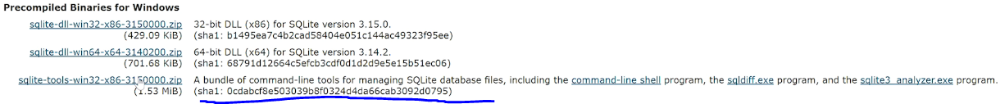 Precompiled Binaries for Windows
sqlite-dll-win32-x86-3150000.zip 32-bit DLL (x86) for SQLite version 3.15.0.
(429.09 KiB) (sha1: b1495ea7c4b2cad58404e051c144ac49323f95ee)
sqlite-dll-win64-x64-3140200.zip 64-bit DLL (x64) for SQLite version 3.14.2.
(701.68 KiB) (sha1: 68791d12664c5efcb3cdf0d1d2d9e5e15b51ec06)
sqlite-tools-win32-x86-3150000.zip A bundle of command-line tools for managing SQLite database files, including the command-line shell program, the sqldiff.exe program, and the sqlite3_analyzer.exe program.
(1.53 MiB) (sha1: 0cdabcf8e503039b8f0324d4da66cab3092d0795)